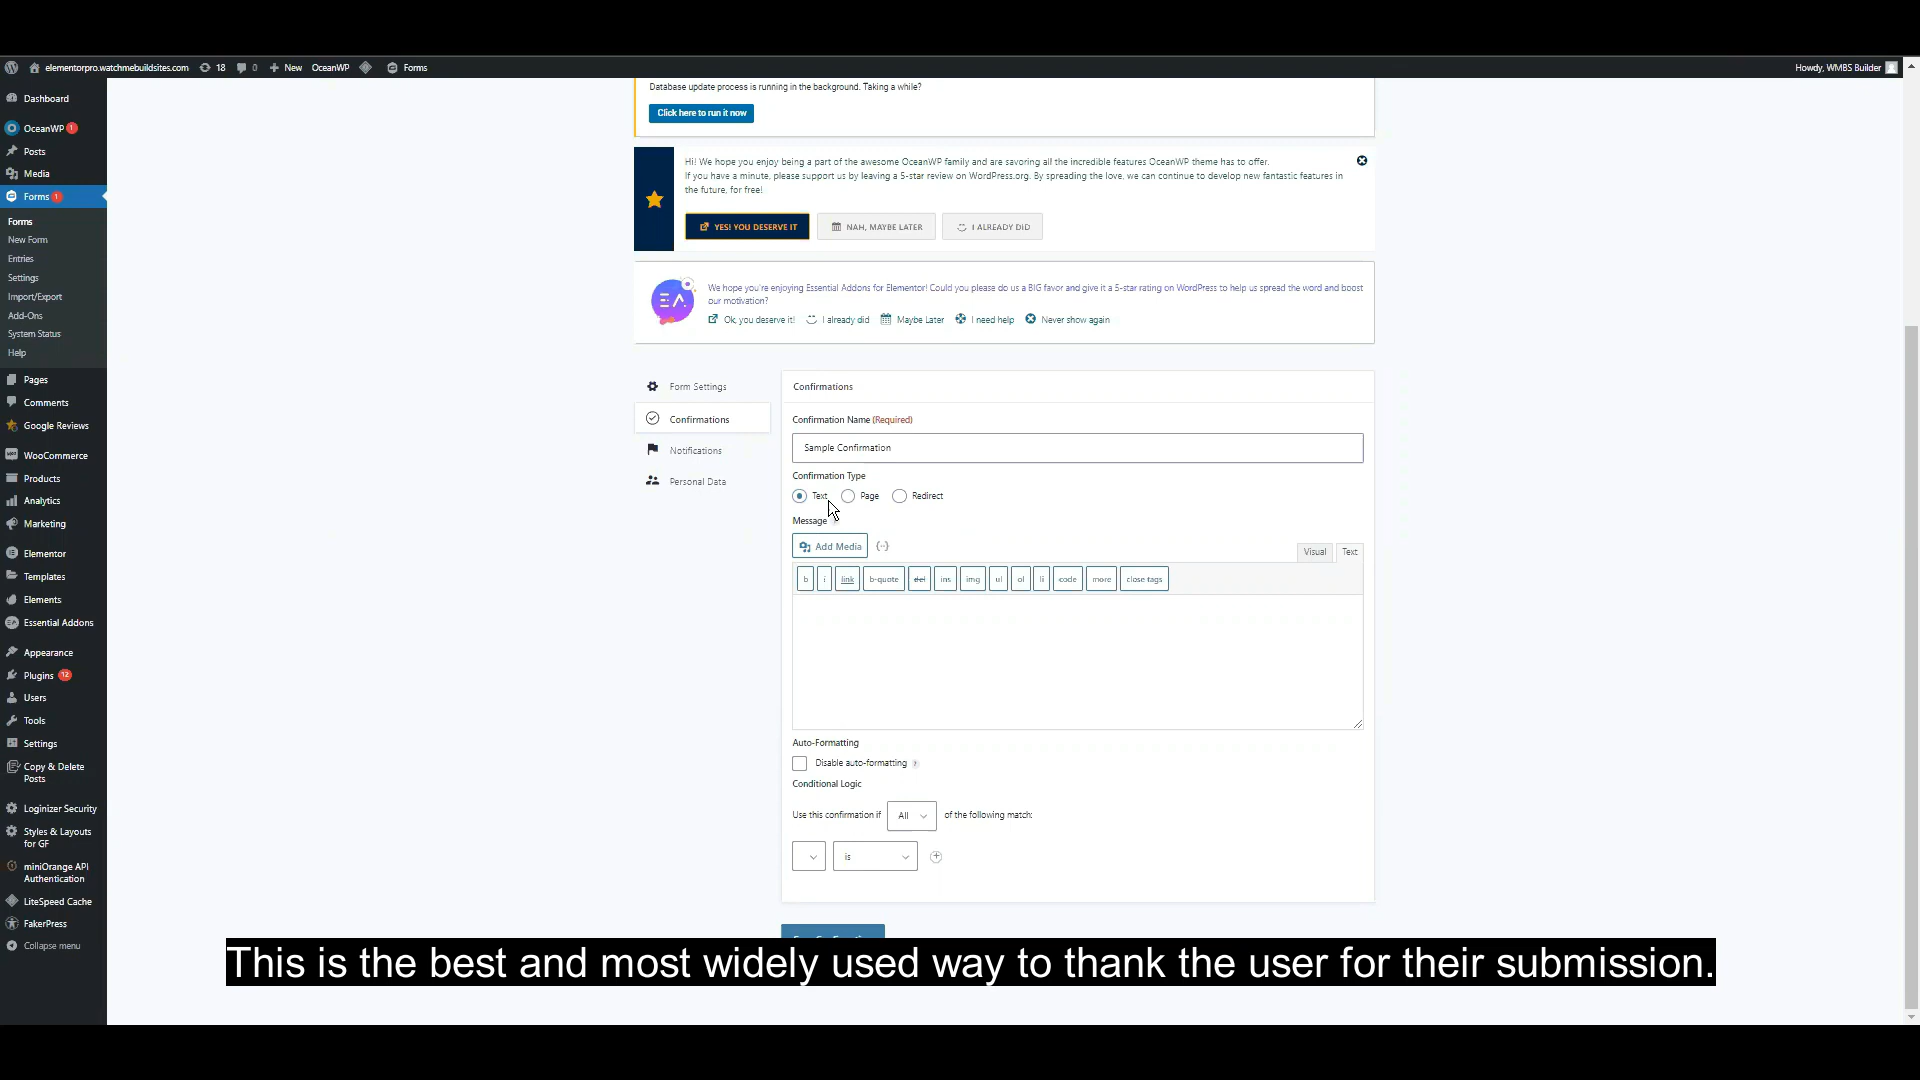 elementorpro.watchmebuildsites.com 18 0 New OceanWP Forms Howdy, WMBS Builder
Dashboard
OceanWP 1
Posts
Media
Forms 1
Forms
New Form
Entries
Settings
Import/Export
Add-Ons
System Status
Help
Pages
Comments
Google Reviews
WooCommerce
Products
Analytics
Marketing
Elementor
Templates
Elements
Essential Addons
Appearance
Plugins 12
Users
Tools
Settings
Copy & Delete
Posts
Loginizer Security
Styles & Layouts
for GF
miniOrange API
Authentication
LiteSpeed Cache
FakerPress
Collapse menu
Database update process is running in the background. Taking a while?
Click here to run it now
Hi! We hope you enjoy being a part of the awesome OceanWP family and are savoring all the incredible features OceanWP theme has to offer.
If you have a minute, please support us by leaving a 5-star review on WordPress.org. By spreading the love, we can continue to develop new fantastic features in
the future, for free!
YES! YOU DESERVE IT NAH, MAYBE LATER I ALREADY DID
We hope you're enjoying Essential Addons for Elementor! Could you please do us a BIG favor and give it a 5-star rating on WordPress to help us spread the word and boost
our motivation?
Ok, you deserve it! I already did Maybe Later I need help Never show again
Form Settings
Confirmations
Notifications
Personal Data
Confirmations
Confirmation Name (Required)
Sample Confirmation
Confirmation Type
Text Page Redirect
Message
Add Media {··} Visual Text
b i link b-quote del ins img ul ol li code more close tags
Auto-Formatting
Disable auto-formatting ?
Conditional Logic
Use this confirmation if All of the following match:
is
This is the best and most widely used way to thank the user for their submission.